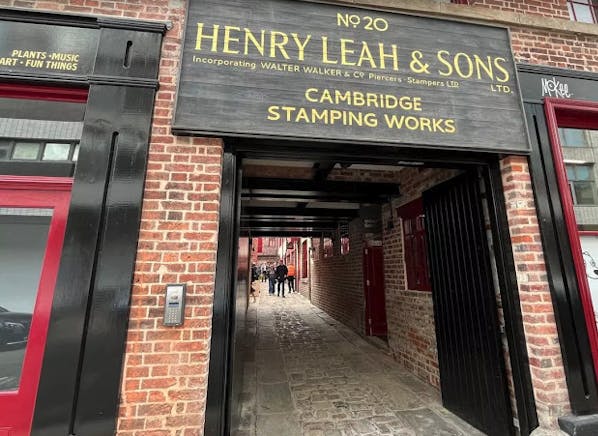 PLANTS · MUSIC
ART · FUN THINGS
Nº 20
HENRY LEAH & SONS
LTD.
Incorporating WALTER WALKER & Cº Piercers · Stampers LTD
CAMBRIDGE
STAMPING WORKS